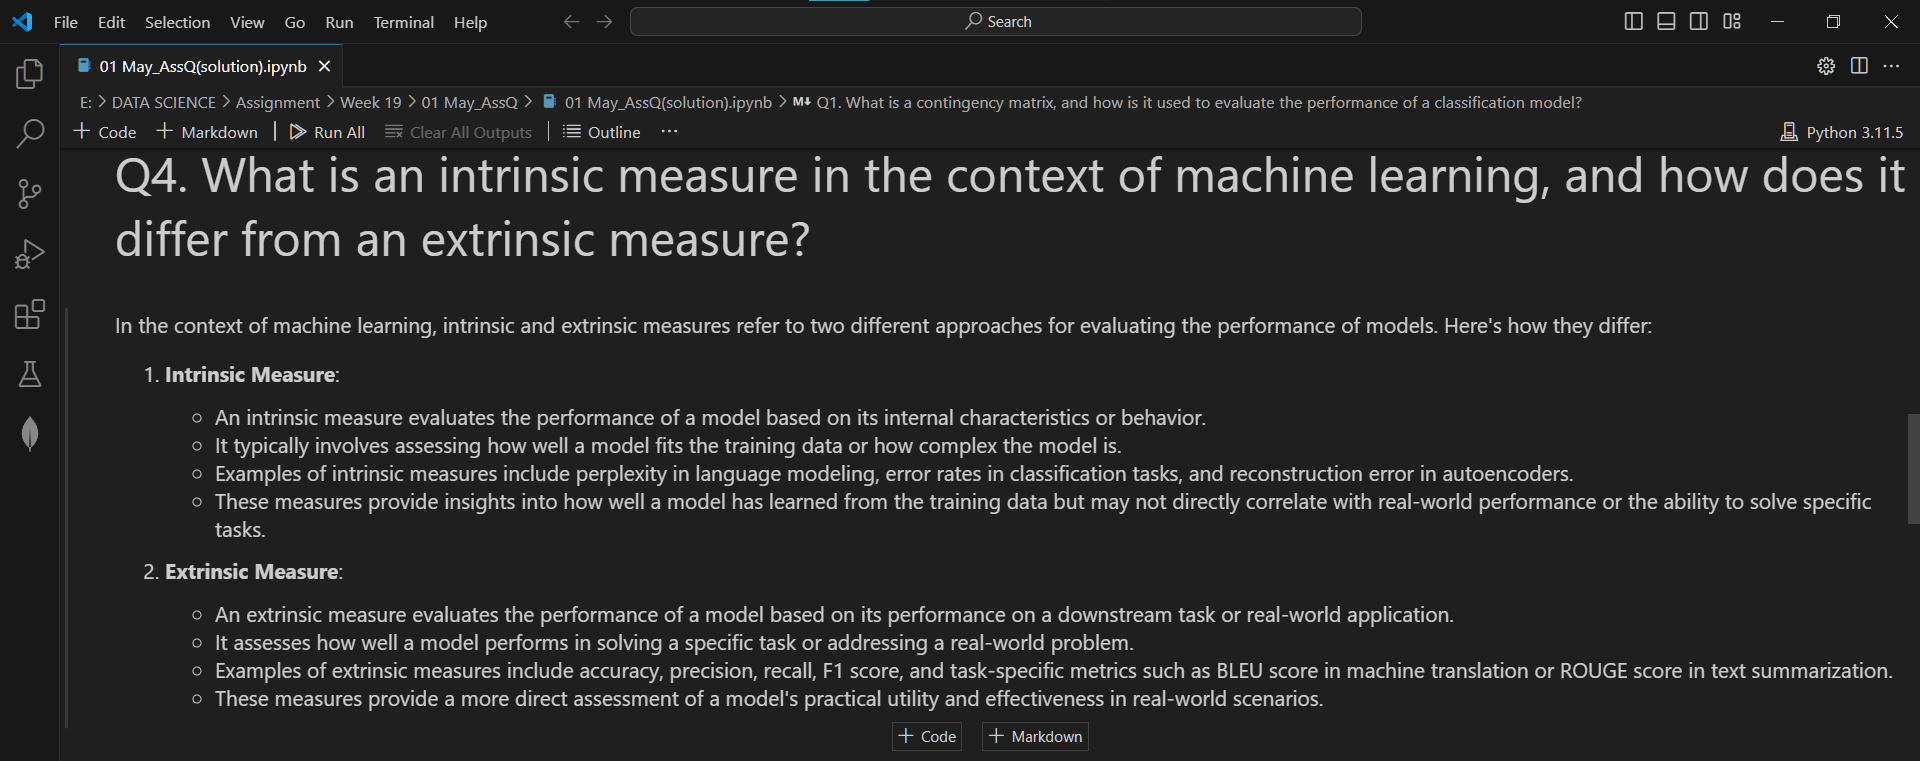 File Edit Selection View Go Run Terminal Help
Search
01 May_AssQ(solution).ipynb
E: > DATA SCIENCE > Assignment > Week 19 > 01 May_AssQ > 01 May_AssQ(solution).ipynb > M↓ Q1. What is a contingency matrix, and how is it used to evaluate the performance of a classification model?
+ Code + Markdown | Run All Clear All Outputs | Outline ...
Python 3.11.5
Q4. What is an intrinsic measure in the context of machine learning, and how does it
differ from an extrinsic measure?
In the context of machine learning, intrinsic and extrinsic measures refer to two different approaches for evaluating the performance of models. Here's how they differ:
1. Intrinsic Measure:
○ An intrinsic measure evaluates the performance of a model based on its internal characteristics or behavior.
○ It typically involves assessing how well a model fits the training data or how complex the model is.
○ Examples of intrinsic measures include perplexity in language modeling, error rates in classification tasks, and reconstruction error in autoencoders.
○ These measures provide insights into how well a model has learned from the training data but may not directly correlate with real-world performance or the ability to solve specific
tasks.
2. Extrinsic Measure:
○ An extrinsic measure evaluates the performance of a model based on its performance on a downstream task or real-world application.
○ It assesses how well a model performs in solving a specific task or addressing a real-world problem.
○ Examples of extrinsic measures include accuracy, precision, recall, F1 score, and task-specific metrics such as BLEU score in machine translation or ROUGE score in text summarization.
○ These measures provide a more direct assessment of a model's practical utility and effectiveness in real-world scenarios.
+ Code + Markdown